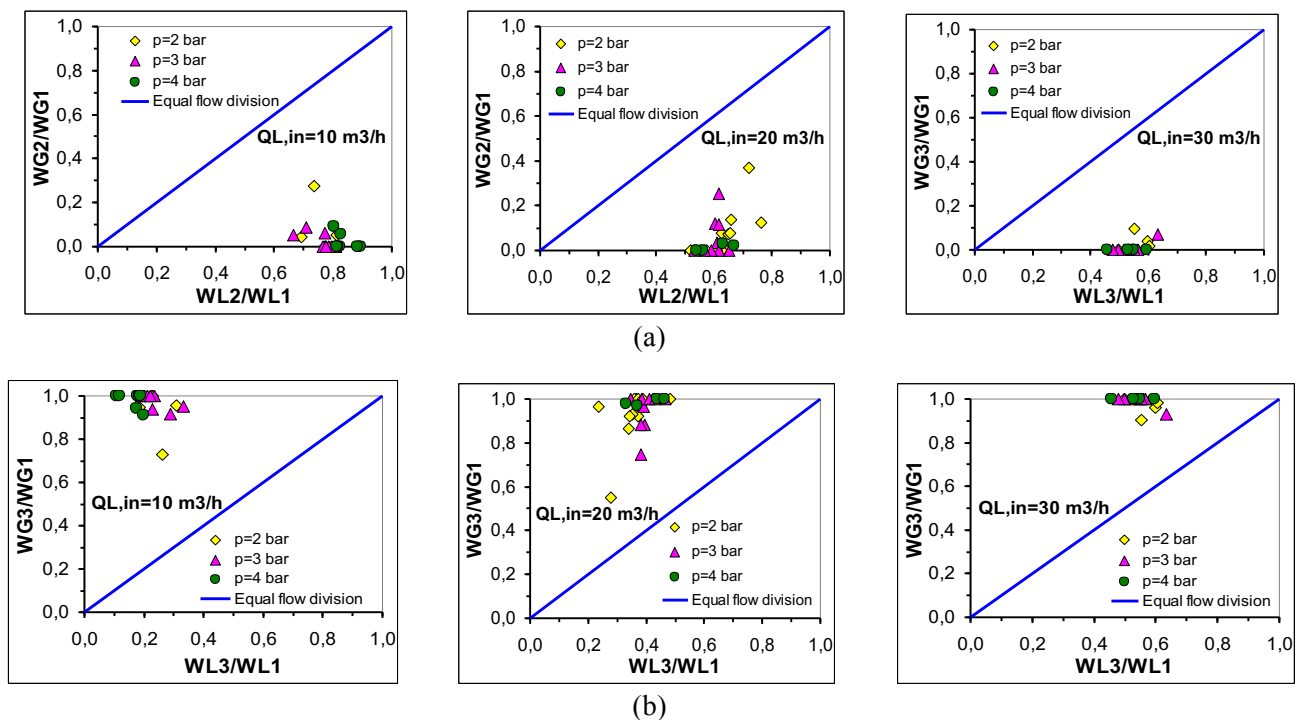 1,0
0,8
0,6
0,4
0,2
0,0
WG2/WG1
p=2 bar
p=3 bar
p=4 bar
Equal flow division
QL,in=10 m3/h
0,0 0,2 0,4 0,6 0,8 1,0
WL2/WL1
1,0
0,8
0,6
0,4
0,2
0,0
WG2/WG1
p=2 bar
p=3 bar
p=4 bar
Equal flow division
QL,in=20 m3/h
0,0 0,2 0,4 0,6 0,8 1,0
WL2/WL1
1,0
0,8
0,6
0,4
0,2
0,0
WG3/WG1
p=2 bar
p=3 bar
p=4 bar
Equal flow division
QL,in=30 m3/h
0,0 0,2 0,4 0,6 0,8 1,0
WL3/WL1
(a)
1,0
0,8
0,6
0,4
0,2
0,0
WG3/WG1
QL,in=10 m3/h
p=2 bar
p=3 bar
p=4 bar
Equal flow division
0,0 0,2 0,4 0,6 0,8 1,0
WL3/WL1
1,0
0,8
0,6
0,4
0,2
0,0
WG3/WG1
QL,in=20 m3/h
p=2 bar
p=3 bar
p=4 bar
Equal flow division
0,0 0,2 0,4 0,6 0,8 1,0
WL3/WL1
1,0
0,8
0,6
0,4
0,2
0,0
WG3/WG1
QL,in=30 m3/h
p=2 bar
p=3 bar
p=4 bar
Equal flow division
0,0 0,2 0,4 0,6 0,8 1,0
WL3/WL1
(b)